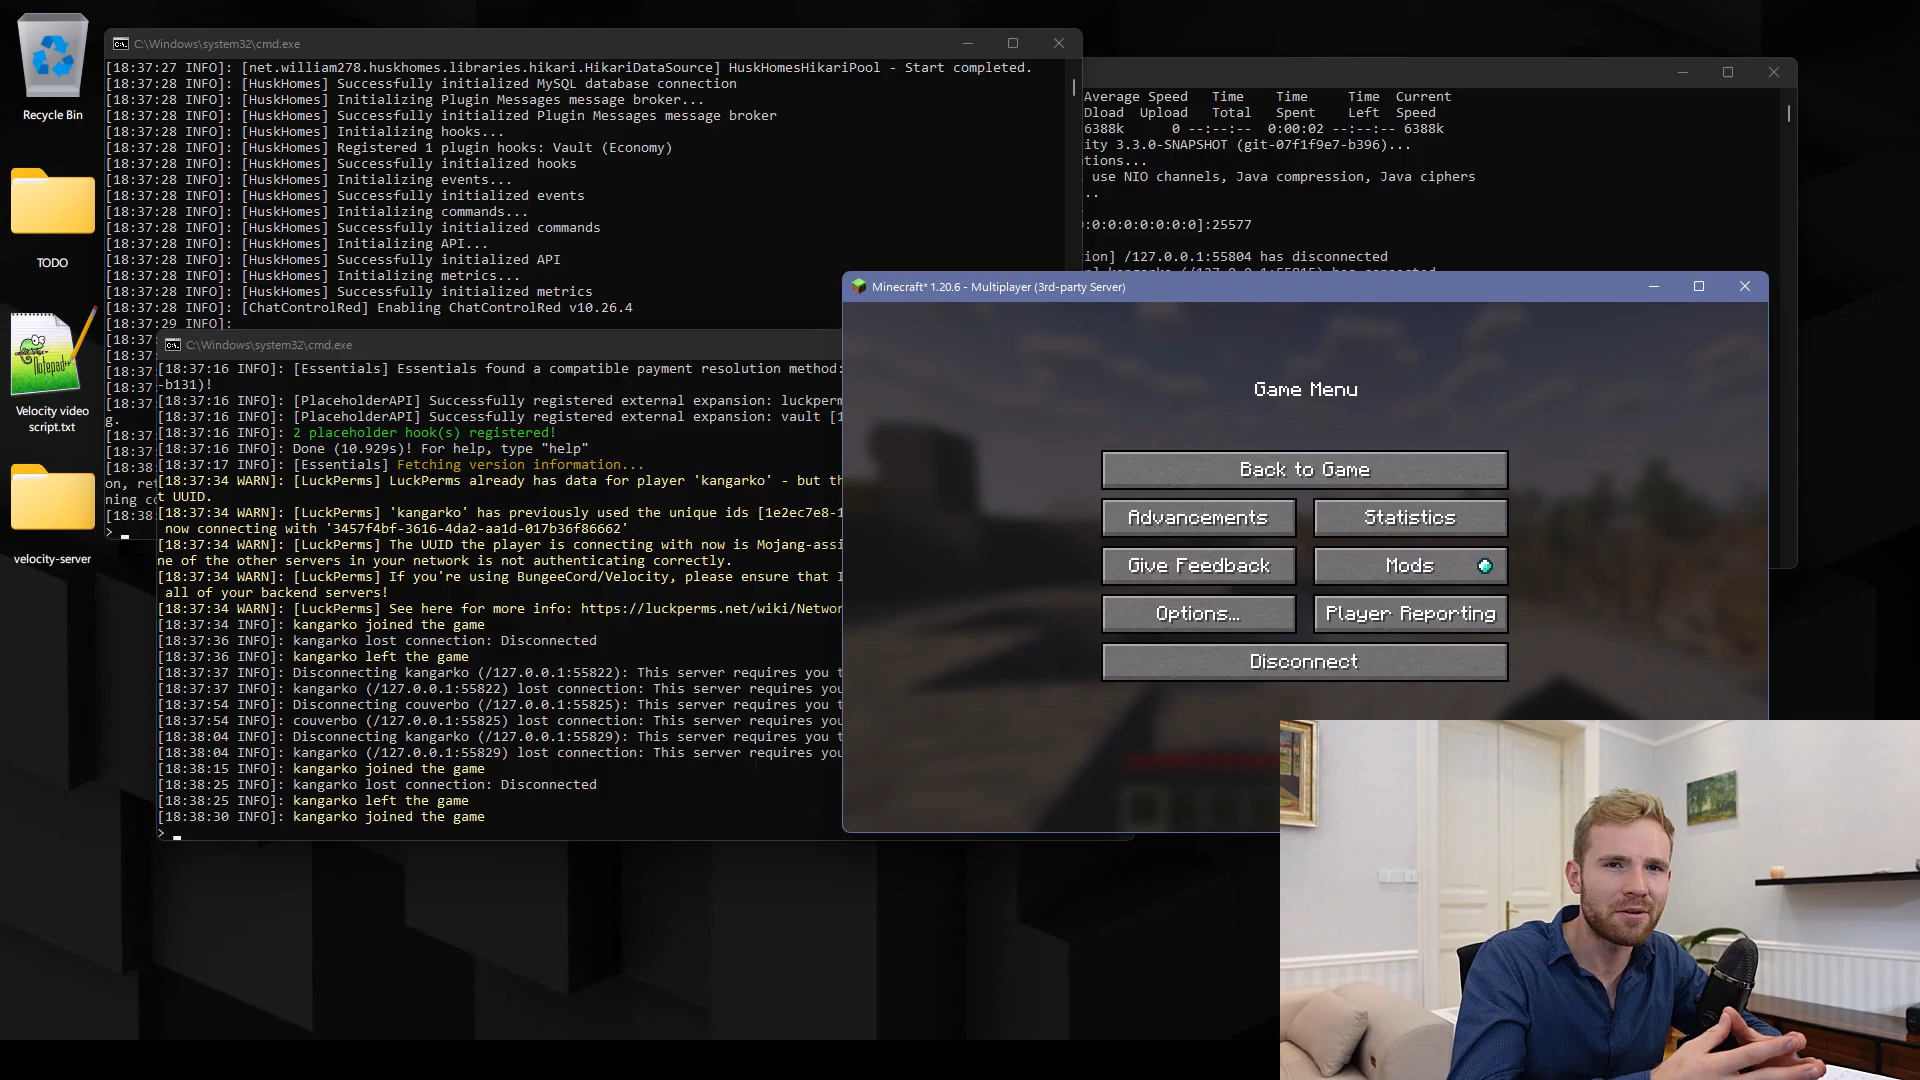 Recycle Bin
TODO
Velocity video
script.txt
velocity-server
C:\Windows\system32\cmd.exe
[18:37:27 INFO]: [net.william278.huskhomes.libraries.hikari.HikariDataSource] HuskHomesHikariPool - Start completed.
[18:37:28 INFO]: [HuskHomes] Successfully initialized MySQL database connection
[18:37:28 INFO]: [HuskHomes] Initializing Plugin Messages message broker...
[18:37:28 INFO]: [HuskHomes] Successfully initialized Plugin Messages message broker
[18:37:28 INFO]: [HuskHomes] Initializing hooks...
[18:37:28 INFO]: [HuskHomes] Registered 1 plugin hooks: Vault (Economy)
[18:37:28 INFO]: [HuskHomes] Successfully initialized hooks
[18:37:28 INFO]: [HuskHomes] Initializing events...
[18:37:28 INFO]: [HuskHomes] Successfully initialized events
[18:37:28 INFO]: [HuskHomes] Initializing commands...
[18:37:28 INFO]: [HuskHomes] Successfully initialized commands
[18:37:28 INFO]: [HuskHomes] Initializing API...
[18:37:28 INFO]: [HuskHomes] Successfully initialized API
[18:37:28 INFO]: [HuskHomes] Initializing metrics...
[18:37:28 INFO]: [HuskHomes] Successfully initialized metrics
[18:37:28 INFO]: [ChatControlRed] Enabling ChatControlRed v10.26.4
[18:37:29 INFO]:
[18:37
[18:37
[18:37
[18:37
[18:37
g.
[18:37
[18:37
[18:38
on, re
ning c
[18:38
>
Average Speed Time Time Time Current
Dload Upload Total Spent Left Speed
6388k 0 --:--:-- 0:00:02 --:--:-- 6388k
ity 3.3.0-SNAPSHOT (git-07f1f9e7-b396)...
tions...
use NIO channels, Java compression, Java ciphers
..
:0:0:0:0:0:0:0]:25577
ion] /127.0.0.1:55804 has disconnected
C:\Windows\system32\cmd.exe
[18:37:16 INFO]: [Essentials] Essentials found a compatible payment resolution method:
-b131)!
[18:37:16 INFO]: [PlaceholderAPI] Successfully registered external expansion: luckperm
[18:37:16 INFO]: [PlaceholderAPI] Successfully registered external expansion: vault [1
[18:37:16 INFO]: 2 placeholder hook(s) registered!
[18:37:16 INFO]: Done (10.929s)! For help, type "help"
[18:37:17 INFO]: [Essentials] Fetching version information...
[18:37:34 WARN]: [LuckPerms] LuckPerms already has data for player 'kangarko' - but th
t UUID.
[18:37:34 WARN]: [LuckPerms] 'kangarko' has previously used the unique ids [1e2ec7e8-1
now connecting with '3457f4bf-3616-4da2-aa1d-017b36f86662'
[18:37:34 WARN]: [LuckPerms] The UUID the player is connecting with now is Mojang-assi
ne of the other servers in your network is not authenticating correctly.
[18:37:34 WARN]: [LuckPerms] If you're using BungeeCord/Velocity, please ensure that I
all of your backend servers!
[18:37:34 WARN]: [LuckPerms] See here for more info: https://luckperms.net/wiki/Networ
[18:37:34 INFO]: kangarko joined the game
[18:37:36 INFO]: kangarko lost connection: Disconnected
[18:37:36 INFO]: kangarko left the game
[18:37:37 INFO]: Disconnecting kangarko (/127.0.0.1:55822): This server requires you t
[18:37:37 INFO]: kangarko (/127.0.0.1:55822) lost connection: This server requires you
[18:37:54 INFO]: Disconnecting couverbo (/127.0.0.1:55825): This server requires you t
[18:37:54 INFO]: couverbo (/127.0.0.1:55825) lost connection: This server requires you
[18:38:04 INFO]: Disconnecting kangarko (/127.0.0.1:55829): This server requires you t
[18:38:04 INFO]: kangarko (/127.0.0.1:55829) lost connection: This server requires you
[18:38:15 INFO]: kangarko joined the game
[18:38:25 INFO]: kangarko lost connection: Disconnected
[18:38:25 INFO]: kangarko left the game
[18:38:30 INFO]: kangarko joined the game
>
Minecraft* 1.20.6 - Multiplayer (3rd-party Server)
Game Menu
Back to Game
Advancements
Statistics
Give Feedback
Mods
Options...
Player Reporting
Disconnect